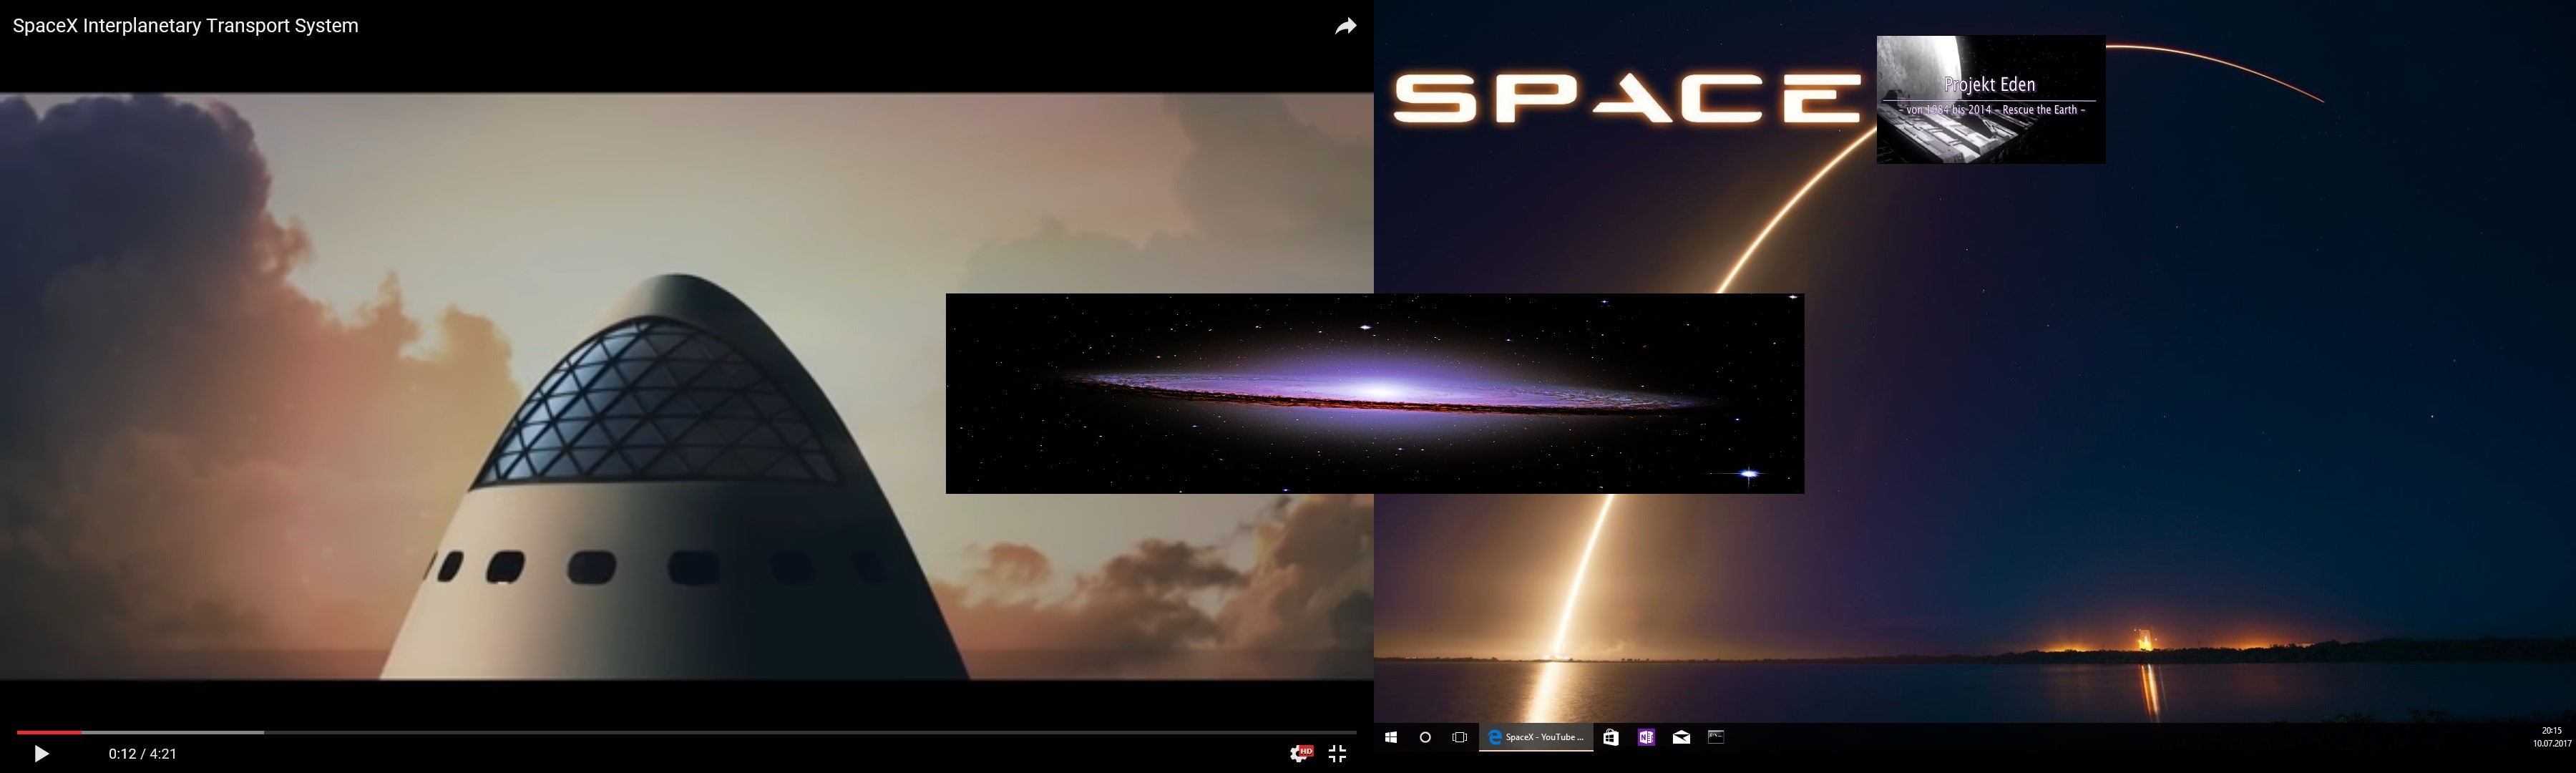 SpaceX Interplanetary Transport System
SPACE
Projekt Eden
- von 1984 bis 2014 - Rescue the Earth -
0:12 / 4:21
HD
SpaceX - YouTube ...
N
20:15
10.07.2017